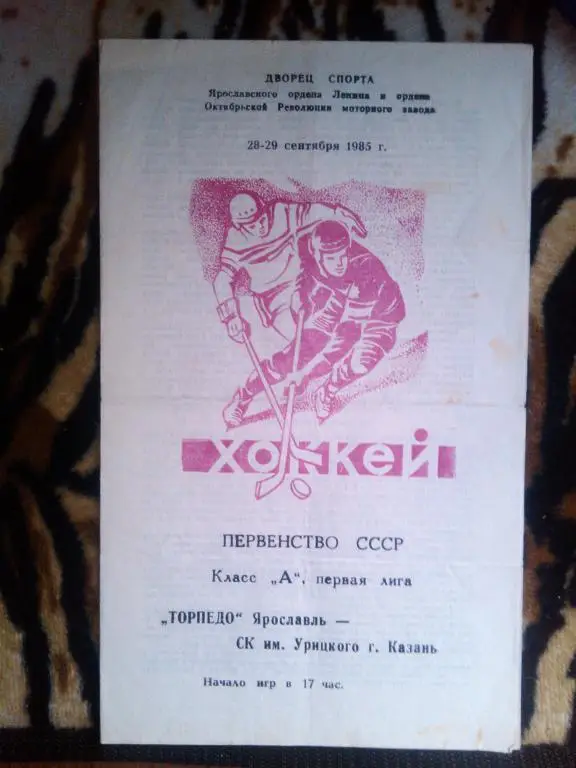 ДВОРЕЦ СПОРТА
Ярославского ордена Ленина и ордена
Октябрьской Революции моторного завода
28-29 сентября 1985 г.
ХОККЕЙ
ПЕРВЕНСТВО СССР
Класс „А“, первая лига
„ТОРПЕДО“ Ярославль —
СК им. Урицкого г. Казань
Начало игр в 17 час.